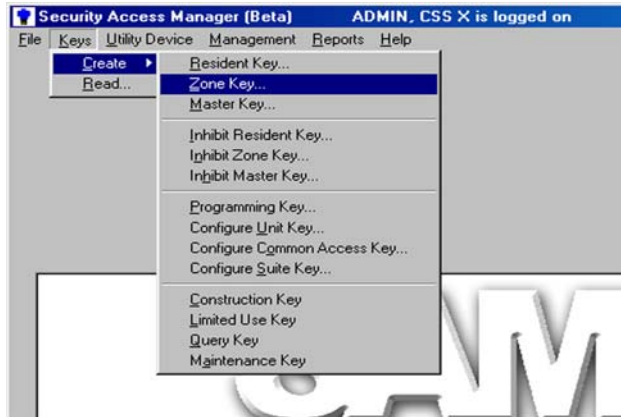 Security Access Manager (Beta) ADMIN, CSS X is logged on
File Keys Utility Device Management Reports Help
Create
Read...
Resident Key...
Zone Key...
Master Key...
Inhibit Resident Key...
Inhibit Zone Key...
Inhibit Master Key...
Programming Key...
Configure Unit Key...
Configure Common Access Key...
Configure Suite Key...
Construction Key
Limited Use Key
Query Key
Maintenance Key
SAM